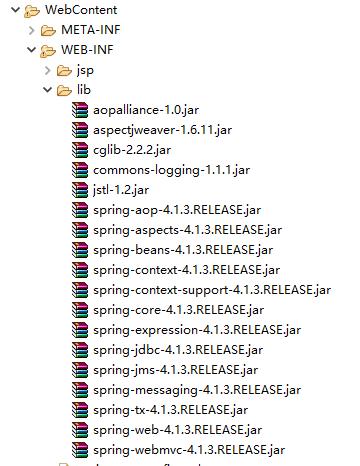 WebContent
META-INF
WEB-INF
jsp
lib
aopalliance-1.0.jar
aspectjweaver-1.6.11.jar
cglib-2.2.2.jar
commons-logging-1.1.1.jar
jstl-1.2.jar
spring-aop-4.1.3.RELEASE.jar
spring-aspects-4.1.3.RELEASE.jar
spring-beans-4.1.3.RELEASE.jar
spring-context-4.1.3.RELEASE.jar
spring-context-support-4.1.3.RELEASE.jar
spring-core-4.1.3.RELEASE.jar
spring-expression-4.1.3.RELEASE.jar
spring-jdbc-4.1.3.RELEASE.jar
spring-jms-4.1.3.RELEASE.jar
spring-messaging-4.1.3.RELEASE.jar
spring-tx-4.1.3.RELEASE.jar
spring-web-4.1.3.RELEASE.jar
spring-webmvc-4.1.3.RELEASE.jar